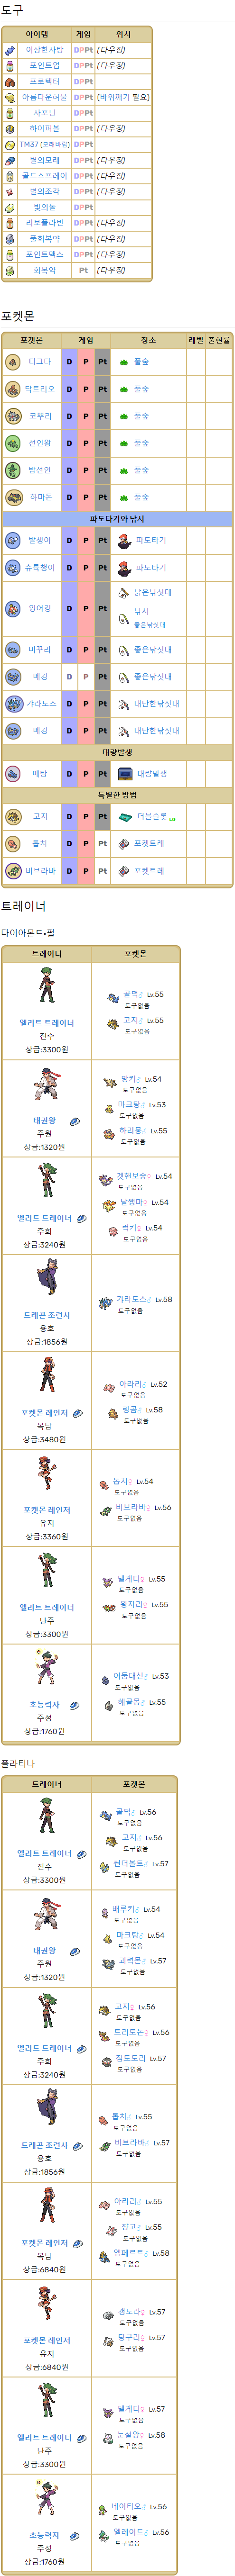 도구
아이템 게임 위치
이상한사탕 DPPt (다우징)
포인트업 DPPt (다우징)
프로텍터 DPPt
아름다운허물 DPPt (바위깨기 필요)
사포닌 DPPt
하이퍼볼 DPPt (다우징)
TM37 (모래바람) DPPt
별의모래 DPPt (다우징)
골드스프레이 DPPt (다우징)
별의조각 DPPt (다우징)
빛의돌 DPPt
리보플라빈 DPPt (다우징)
풀회복약 DPPt (다우징)
포인트맥스 DPPt (다우징)
회복약 Pt (다우징)
포켓몬
포켓몬 게임 장소 레벨 출현률
디그다 D P Pt 풀숲
닥트리오 D P Pt 풀숲
코뿌리 D P Pt 풀숲
선인왕 D P Pt 풀숲
밤선인 D P Pt 풀숲
하마돈 D P Pt 풀숲
파도타기와 낚시
발챙이 D P Pt 파도타기
슈륙챙이 D P Pt 파도타기
잉어킹 D P Pt 낡은낚싯대
낚시
좋은낚싯대
미꾸리 D P Pt 좋은낚싯대
메깅 D P Pt 좋은낚싯대
갸라도스 D P Pt 대단한낚싯대
메깅 D P Pt 대단한낚싯대
대량발생
메탕 D P Pt 대량발생
특별한 방법
고지 D P Pt 더블슬롯 LG
톱치 D P Pt 포켓트레
비브라바 D P Pt 포켓트레
트레이너
다이아몬드•펄
트레이너 포켓몬
엘리트 트레이너
진수
상금:3300원
골덕♂ Lv.55
도구없음
고지♂ Lv.55
도구없음
태권왕
주원
상금:1320원
망키♂ Lv.54
도구없음
마크탕♂ Lv.53
도구없음
하리뭉♂ Lv.55
도구없음
엘리트 트레이너
주희
상금:3240원
겟핸보숭♀ Lv.54
도구없음
날쌩마♀ Lv.54
도구없음
럭키♀ Lv.54
도구없음
드래곤 조련사
용호
상금:1856원
갸라도스♂ Lv.58
도구없음
포켓몬 레인저
목남
상금:3480원
아라리♂ Lv.52
도구없음
링곰♂ Lv.58
도구없음
포켓몬 레인저
유지
상금:3360원
톱치♀ Lv.54
도구없음
비브라바♀ Lv.56
도구없음
엘리트 트레이너
난주
상금:3300원
델케티♀ Lv.55
도구없음
왕자리♀ Lv.55
도구없음
초능력자
주성
상금:1760원
어둠대신♂ Lv.53
도구없음
해골몽♂ Lv.55
도구없음
플라티나
트레이너 포켓몬
엘리트 트레이너
진수
상금:3300원
골덕♂ Lv.56
도구없음
고지♂ Lv.56
도구없음
썬더볼트♂ Lv.57
도구없음
태권왕
주원
상금:1320원
배루키♂ Lv.54
도구없음
마크탕♂ Lv.54
도구없음
괴력몬♂ Lv.57
도구없음
엘리트 트레이너
주희
상금:3240원
고지♀ Lv.56
도구없음
트리토돈♀ Lv.56
도구없음
점토도리 Lv.57
도구없음
드래곤 조련사
용호
상금:1856원
톱치♂ Lv.55
도구없음
비브라바♂ Lv.57
도구없음
포켓몬 레인저
목남
상금:6840원
아라리♂ Lv.55
도구없음
쟝고♂ Lv.55
도구없음
엠페르트♂ Lv.58
도구없음
포켓몬 레인저
유지
상금:6840원
갱도라♀ Lv.57
도구없음
텅구리♀ Lv.57
도구없음
엘리트 트레이너
난주
상금:3300원
델케티♀ Lv.57
도구없음
눈설왕♀ Lv.58
도구없음
초능력자
주성
상금:1760원
네이티오♂ Lv.56
도구없음
엘레이드♂ Lv.56
도구없음